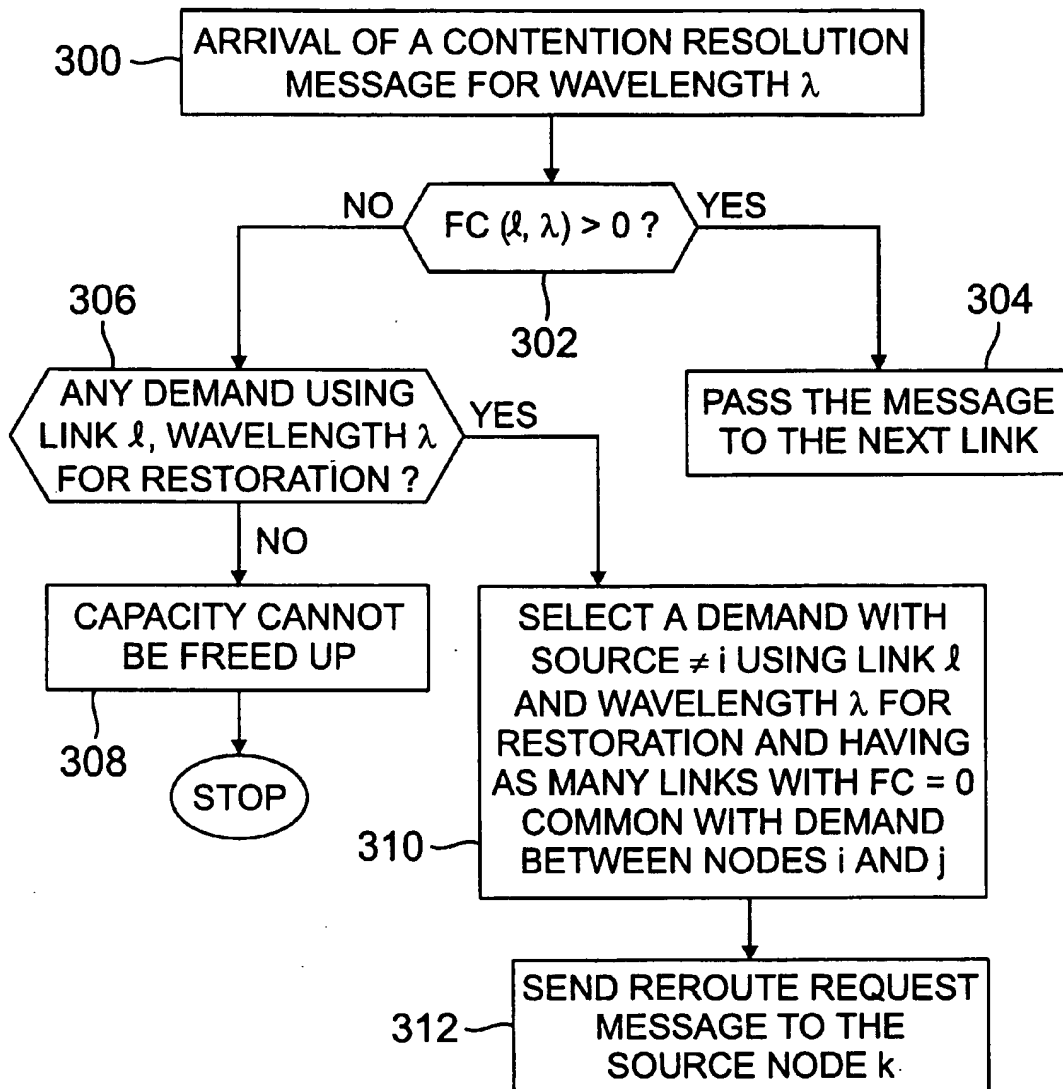 300
ARRIVAL OF A CONTENTION RESOLUTION
MESSAGE FOR WAVELENGTH λ
NO
YES
FC (ℓ, λ) > 0 ?
302
306
304
ANY DEMAND USING
LINK ℓ, WAVELENGTH λ
FOR RESTORATION ?
YES
PASS THE MESSAGE
TO THE NEXT LINK
NO
CAPACITY CANNOT
BE FREED UP
308
STOP
SELECT A DEMAND WITH
SOURCE ≠ i USING LINK ℓ
AND WAVELENGTH λ FOR
RESTORATION AND HAVING
AS MANY LINKS WITH FC = 0
COMMON WITH DEMAND
BETWEEN NODES i AND j
310
SEND REROUTE REQUEST
MESSAGE TO THE
SOURCE NODE k
312